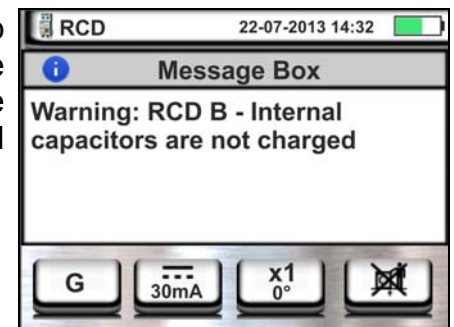 RCD 22-07-2013 14:32
Message Box
Warning: RCD B - Internal
capacitors are not charged
G
30mA
x1
0°